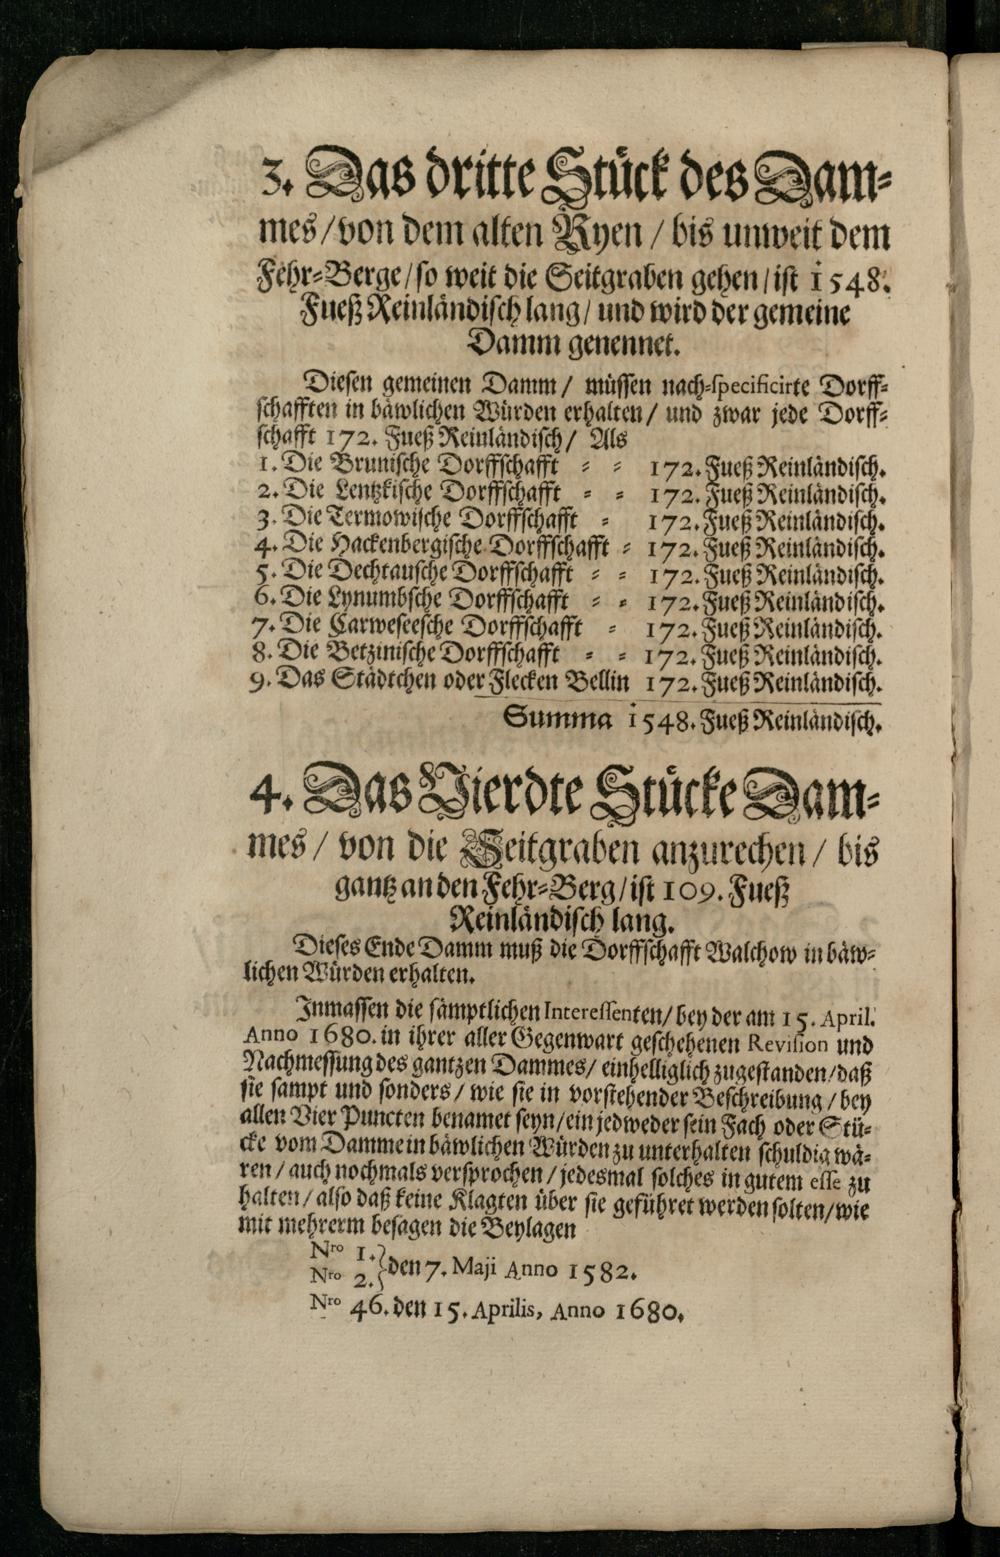 3. Das dritte Stück des Dam-
mes / von dem alten Ryen / bis unweit dem
Fehr-Berge / so weit die Seitgraben gehen / ist 1548.
Fueß Reinländisch lang / und wird der gemeine
Damm genennet.
Diesen gemeinen Damm / müssen nach-specificirte Dorff-
schafften in bäwlichen Würden erhalten / und zwar jede Dorff-
schafft 172. Fueß Reinländisch / Als
1. Die Brunische Dorffschafft - - 172. Fueß Reinländisch.
2. Die Lentzkische Dorffschafft - - 172. Fueß Reinländisch.
3. Die Termowische Dorffschafft - 172. Fueß Reinländisch.
4. Die Hackenbergische Dorffschafft - 172. Fueß Reinländisch.
5. Die Dechtausche Dorffschafft - - 172. Fueß Reinländisch.
6. Die Lynumbsche Dorffschafft - - 172. Fueß Reinländisch.
7. Die Carweseesche Dorffschafft - 172. Fueß Reinländisch.
8. Die Betzinische Dorffschafft - - 172. Fueß Reinländisch.
9. Das Städtchen oder Flecken Bellin 172. Fueß Reinländisch.
Summa 1548. Fueß Reinländisch.
4. Das Vierdte Stücke Dam-
mes / von die Seitgraben anzurechen / bis
gantz an den Fehr-Berg / ist 109. Fueß
Reinländisch lang.
Dieses Ende Damm muß die Dorffschafft Walchow in bäw-
lichen Würden erhalten.
Inmassen die sämptlichen Interessenten / bey der am 15. April.
Anno 1680. in ihrer aller Gegenwart geschehenen Revision und
Nachmessung des gantzen Dammes / einhelliglich zugestanden / daß
sie sampt und sonders / wie sie in vorstehender Beschreibung / bey
allen Vier Puncten benamet seyn / ein jedweder sein Fach oder Stü-
cke vom Damme in bäwlichen Würden zu unterhalten schuldig wä-
ren / auch nochmals versprochen / jedesmal solches in gutem esse zu
halten / also daß keine Klagten über sie geführet werden solten / wie
mit mehrerm besagen die Beylagen
Nro 1. }
Nro 2. } den 7. Maji Anno 1582.
Nro 46. den 15. Aprilis, Anno 1680.